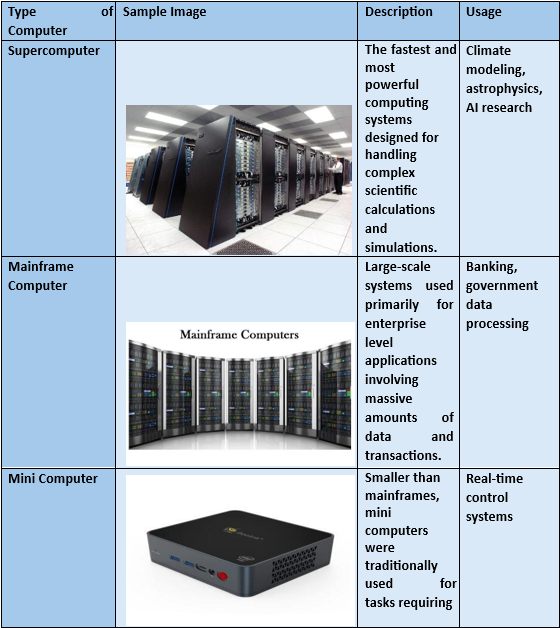 Type of Computer
Sample Image
Description
Usage
Supercomputer
The fastest and
most
powerful
computing
systems
designed for
handling
complex
scientific
calculations
and
simulations.
Climate
modeling,
astrophysics,
AI research
Mainframe
Computer
Mainframe Computers
Large-scale
systems used
primarily for
enterprise
level
applications
involving
massive
amounts of
data and
transactions.
Banking,
government
data
processing
Mini Computer
Smaller than
mainframes,
mini
computers
were
traditionally
used for
tasks requiring
Real-time
control
systems